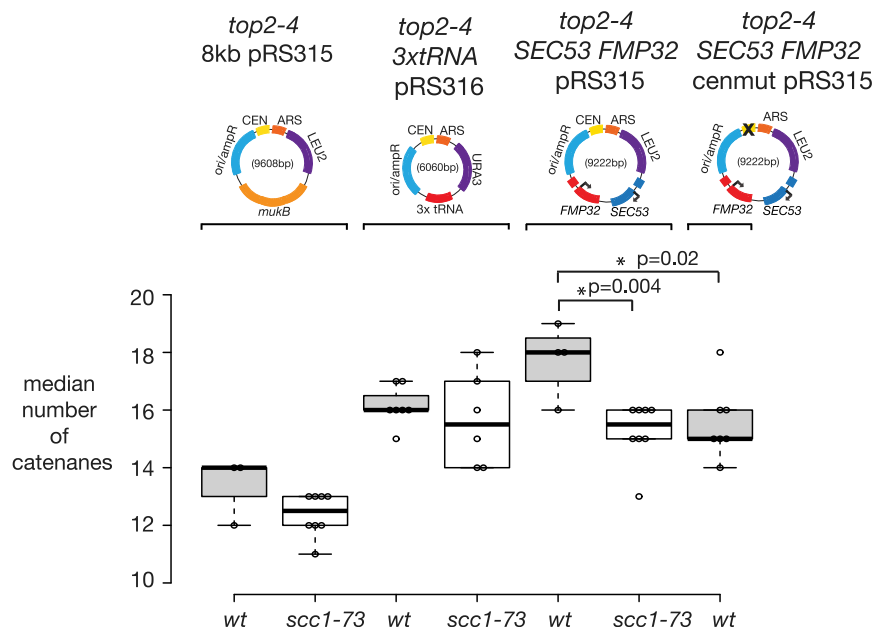 top2-4
8kb pRS315
top2-4
3xtRNA
pRS316
top2-4
SEC53 FMP32
pRS315
top2-4
SEC53 FMP32
cenmut pRS315
CEN
ARS
ori/ampR
LEU2
(9608bp)
mukB
CEN
ARS
ori/ampR
URA3
(6060bp)
3x tRNA
CEN
ARS
ori/ampR
LEU2
(9222bp)
FMP32
SEC53
X
ARS
ori/ampR
LEU2
(9222bp)
FMP32
SEC53
* p=0.02
*p=0.004
median
number
of
catenanes
20
18
16
14
12
10
wt
scc1-73
wt
scc1-73
wt
scc1-73
wt